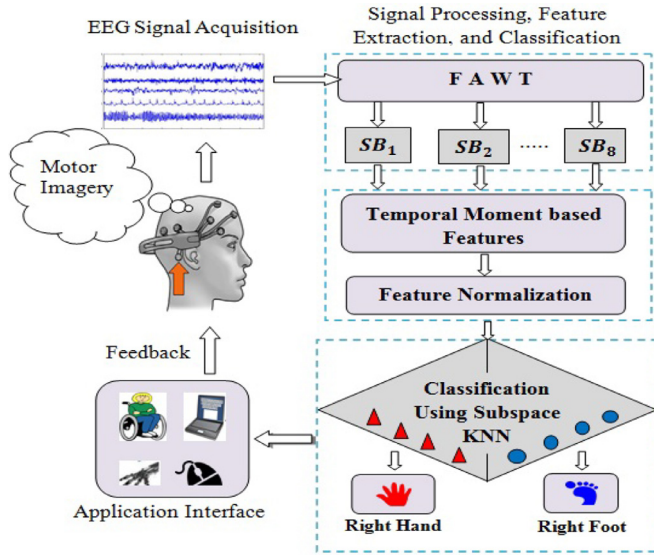 EEG Signal Acquisition
Signal Processing, Feature
Extraction, and Classification
F A W T
SB1
SB2
.....
SB8
Motor
Imagery
Temporal Moment based
Features
Feature Normalization
Feedback
Classification
Using Subspace
KNN
Application Interface
Right Hand
Right Foot